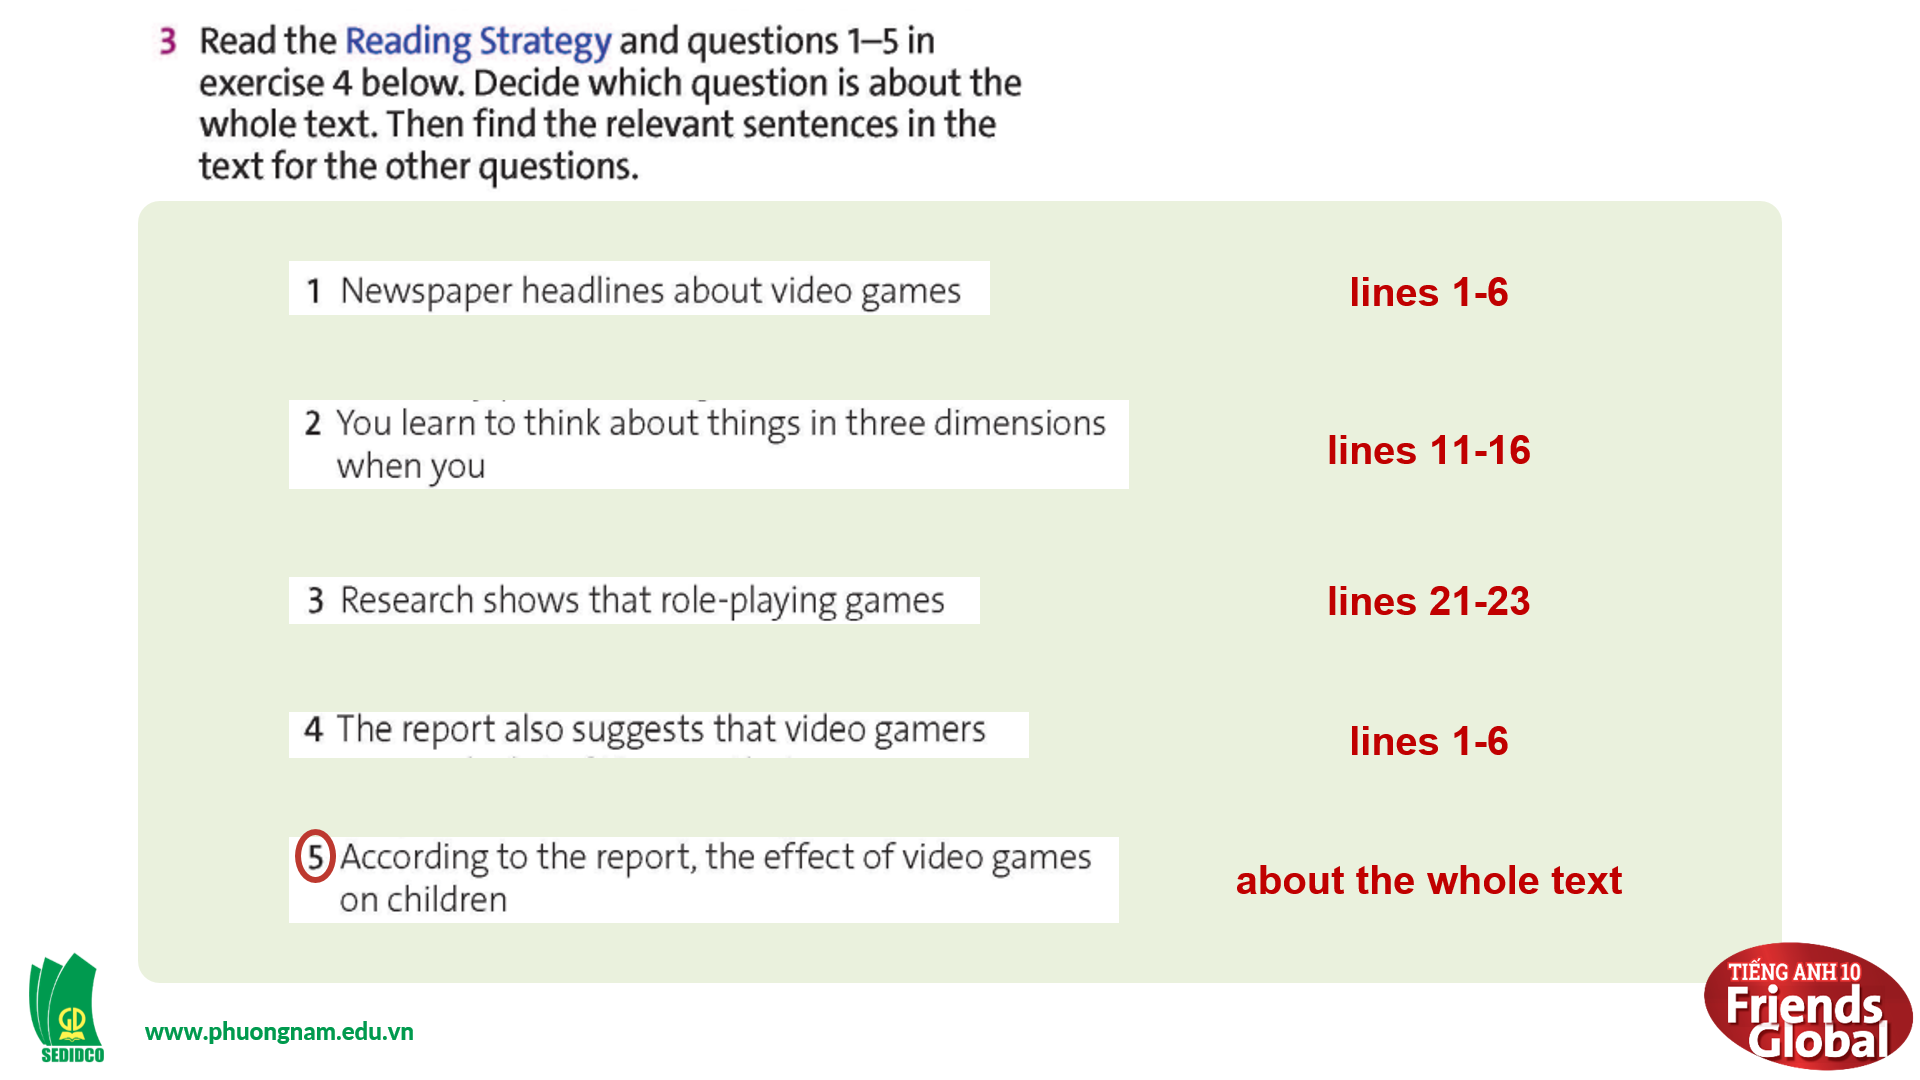 3 Read the Reading Strategy and questions 1–5 in
exercise 4 below. Decide which question is about the
whole text. Then find the relevant sentences in the
text for the other questions.
1 Newspaper headlines about video games
lines 1-6
2 You learn to think about things in three dimensions
when you
lines 11-16
3 Research shows that role-playing games
lines 21-23
4 The report also suggests that video gamers
lines 1-6
5 According to the report, the effect of video games
on children
about the whole text
GD
SEDIDCO
www.phuongnam.edu.vn
TIẾNG ANH 10
Friends
Global